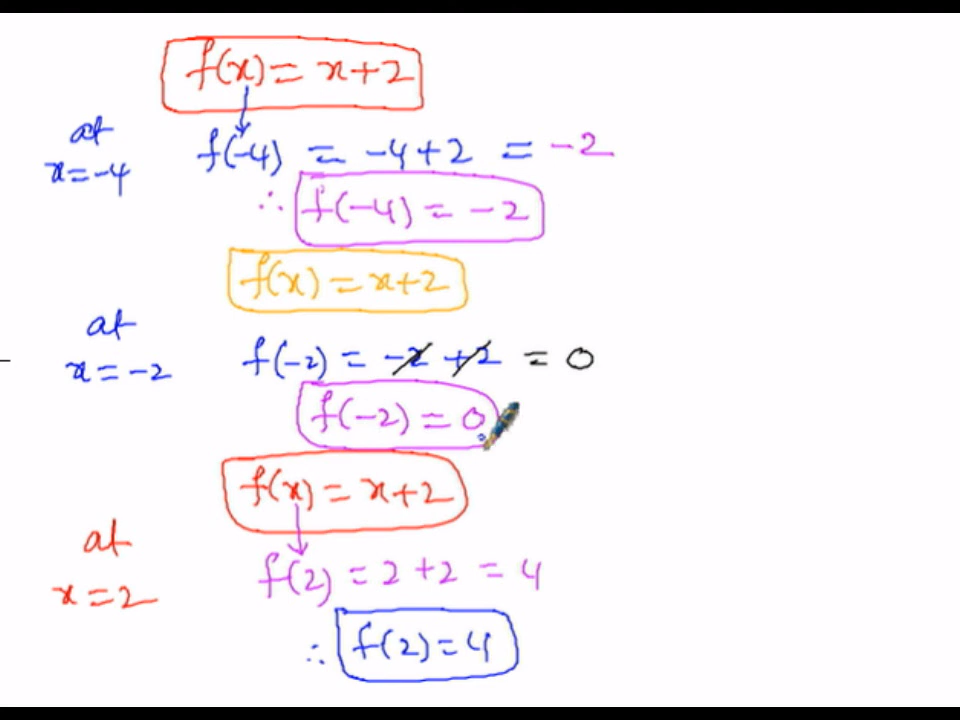 f(x) = x+2
at
x=-4
f(-4) = -4+2 = -2
∴ f(-4) = -2
f(x) = x+2
at
x = -2
f(-2) = -2 +2 = 0
f(-2) = 0
f(x) = x+2
at
x = 2
f(2) = 2 +2 = 4
∴ f(2) = 4